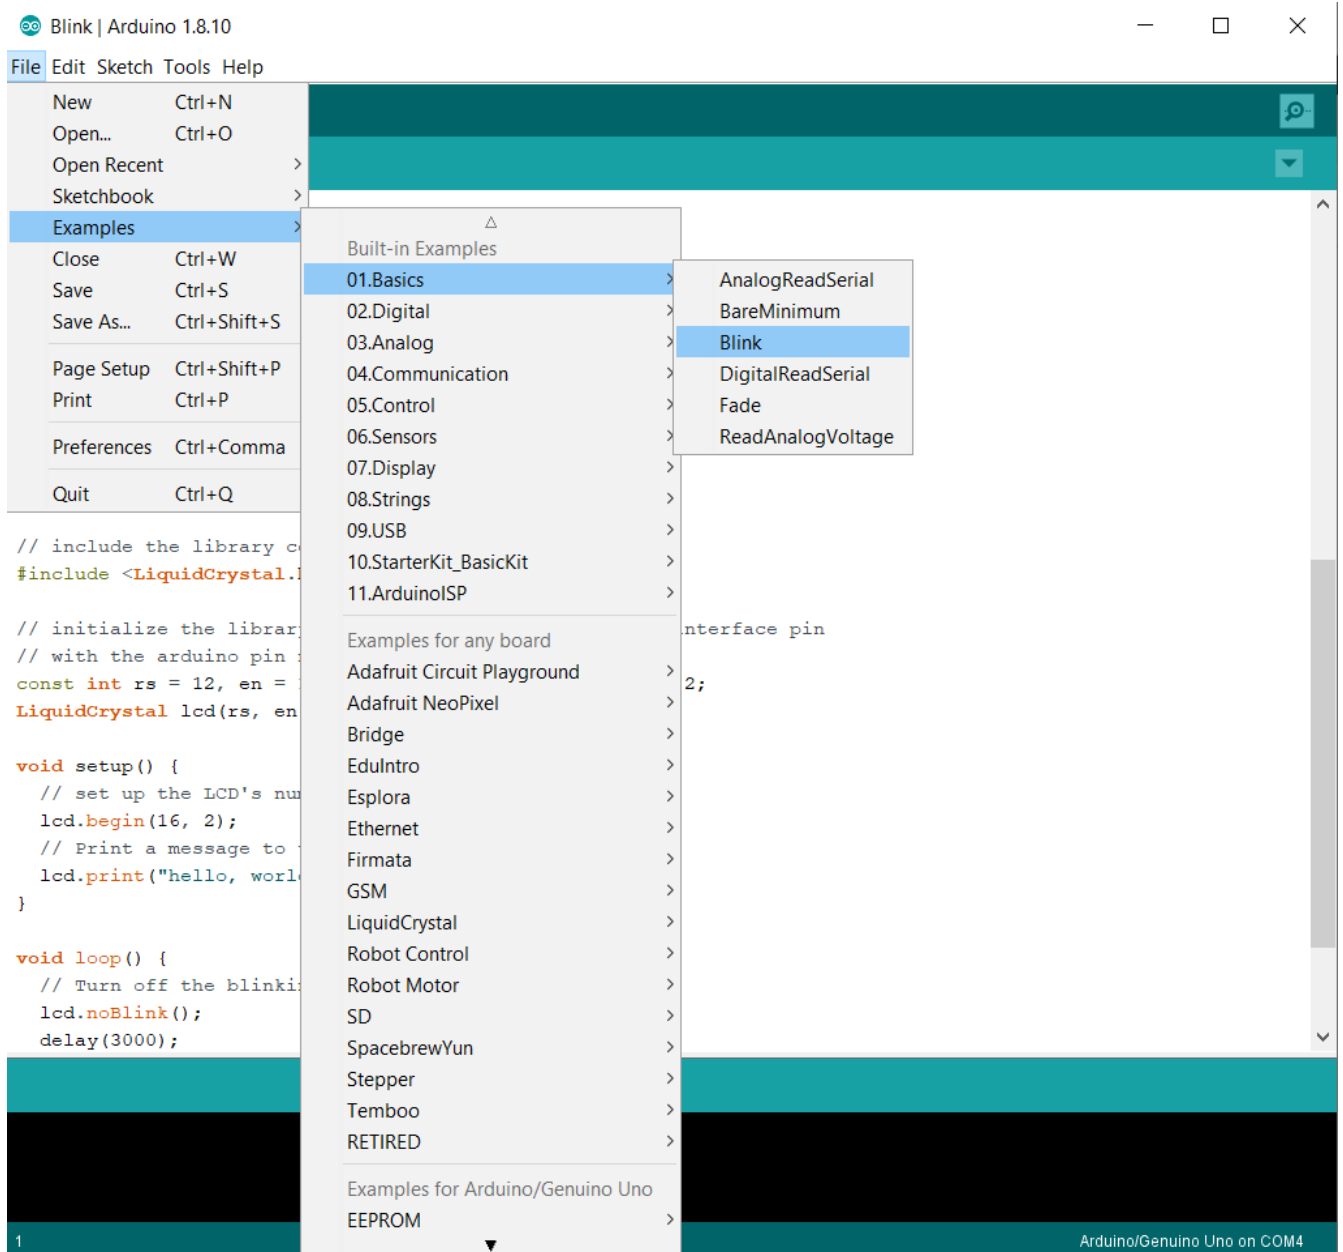 Blink | Arduino 1.8.10
File Edit Sketch Tools Help
New Ctrl+N
Open... Ctrl+O
Open Recent
Sketchbook
Examples
Close Ctrl+W
Save Ctrl+S
Save As... Ctrl+Shift+S
Page Setup Ctrl+Shift+P
Print Ctrl+P
Preferences Ctrl+Comma
Quit Ctrl+Q
Built-in Examples
01.Basics
02.Digital
03.Analog
04.Communication
05.Control
06.Sensors
07.Display
08.Strings
09.USB
10.StarterKit_BasicKit
11.ArduinoISP
Examples for any board
Adafruit Circuit Playground
Adafruit NeoPixel
Bridge
EduIntro
Esplora
Ethernet
Firmata
GSM
LiquidCrystal
Robot Control
Robot Motor
SD
SpacebrewYun
Stepper
Temboo
RETIRED
Examples for Arduino/Genuino Uno
EEPROM
AnalogReadSerial
BareMinimum
Blink
DigitalReadSerial
Fade
ReadAnalogVoltage
// include the library
#include <LiquidCrystal.
// initialize the nterface pin
// with the arduino pin
const int rs = 12, en = 2;
LiquidCrystal lcd(rs, en
void setup() {
// set up the LCD's
lcd.begin(16, 2);
// Print a message to
lcd.print("hello,
}
void loop() {
// Turn off the
lcd.noBlink();
delay(3000);
1 Arduino/Genuino Uno on COM4